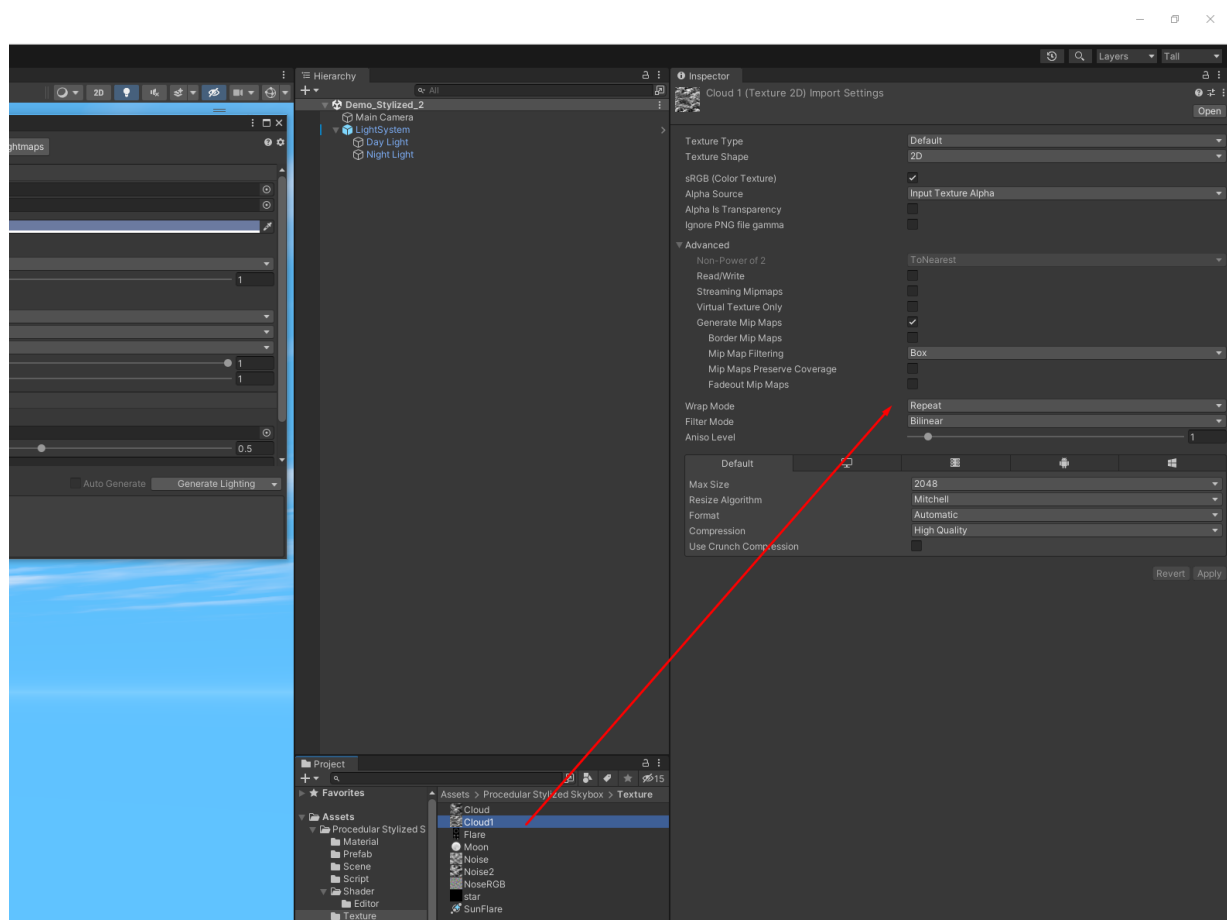 Layers Tall
Hierarchy
All
Demo_Stylized_2
Main Camera
LightSystem
Day Light
Night Light
2D
ghtmaps
1
1
1
0.5
Auto Generate Generate Lighting
Inspector
Cloud 1 (Texture 2D) Import Settings
Open
Texture Type Default
Texture Shape 2D
sRGB (Color Texture)
Alpha Source Input Texture Alpha
Alpha Is Transparency
Ignore PNG file gamma
Advanced
Non-Power of 2 ToNearest
Read/Write
Streaming Mipmaps
Virtual Texture Only
Generate Mip Maps
Border Mip Maps
Mip Map Filtering Box
Mip Maps Preserve Coverage
Fadeout Mip Maps
Wrap Mode Repeat
Filter Mode Bilinear
Aniso Level 1
Default
Max Size 2048
Resize Algorithm Mitchell
Format Automatic
Compression High Quality
Use Crunch Compression
Revert Apply
Project
15
Favorites
Assets
Procedular Stylized S
Material
Prefab
Scene
Script
Shader
Editor
Texture
Assets > Procedular Stylized Skybox > Texture
Cloud
Cloud1
Flare
Moon
Noise
Noise2
NoseRGB
star
SunFlare